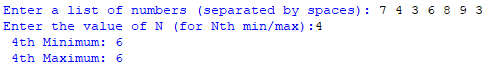 Enter a list of numbers (separated by spaces): 7 4 3 6 8 9 3
Enter the value of N (for Nth min/max):4
4th Minimum: 6
4th Maximum: 6